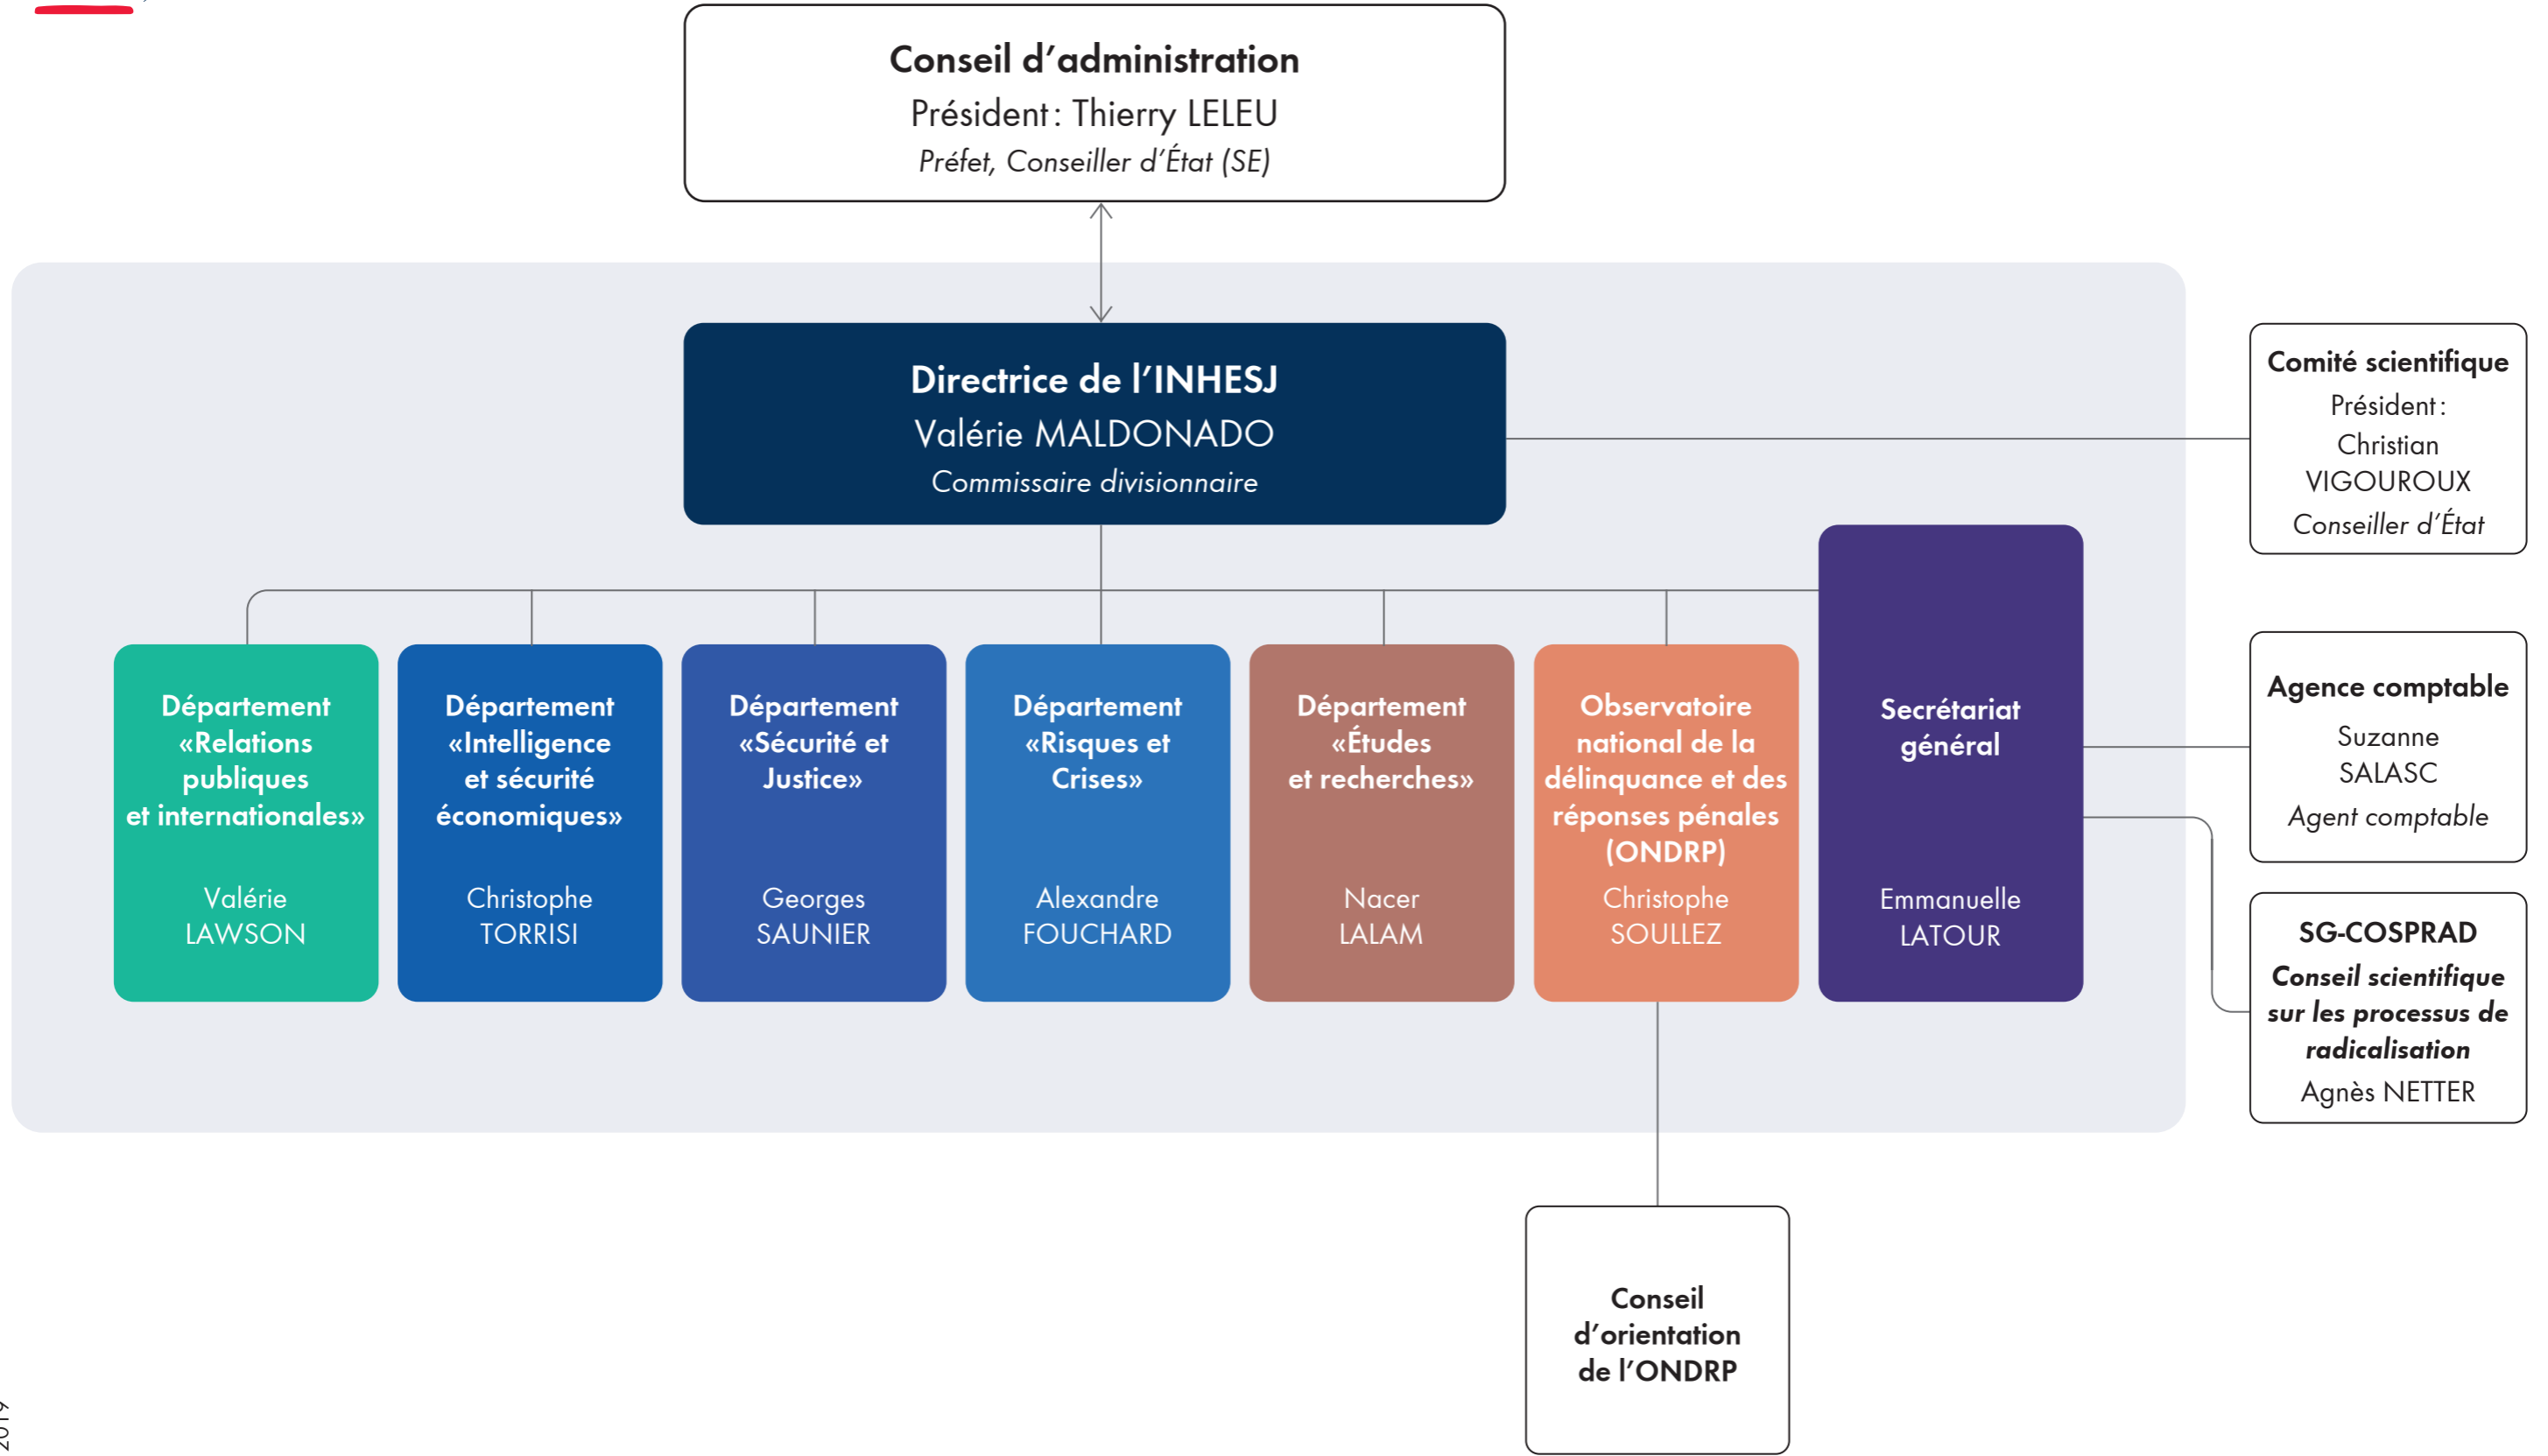 Conseil d’administration
Président : Thierry LELEU
Préfet, Conseiller d’État (SE)
Directrice de l’INHESJ
Valérie MALDONADO
Commissaire divisionnaire
Comité scientifique
Président :
Christian
VIGOUROUX
Conseiller d’État
Département
«Relations
publiques
et internationales»
Valérie
LAWSON
Département
«Intelligence
et sécurité
économiques»
Christophe
TORRISI
Département
«Sécurité et
Justice»
Georges
SAUNIER
Département
«Risques et
Crises»
Alexandre
FOUCHARD
Département
«Études
et recherches»
Nacer
LALAM
Observatoire
national de la
délinquance et des
réponses pénales
(ONDRP)
Christophe
SOULLEZ
Secrétariat
général
Emmanuelle
LATOUR
Agence comptable
Suzanne
SALASC
Agent comptable
SG-COSPRAD
Conseil scientifique
sur les processus de
radicalisation
Agnès NETTER
Conseil
d’orientation
de l’ONDRP
2019